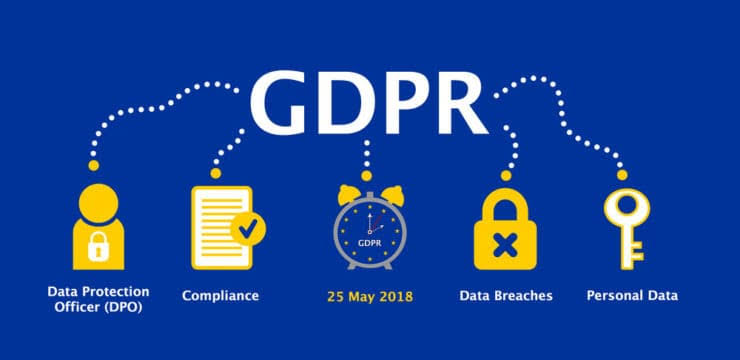 GDPR
GDPR
Data Protection
Officer (DPO)
Compliance
25 May 2018
Data Breaches
Personal Data